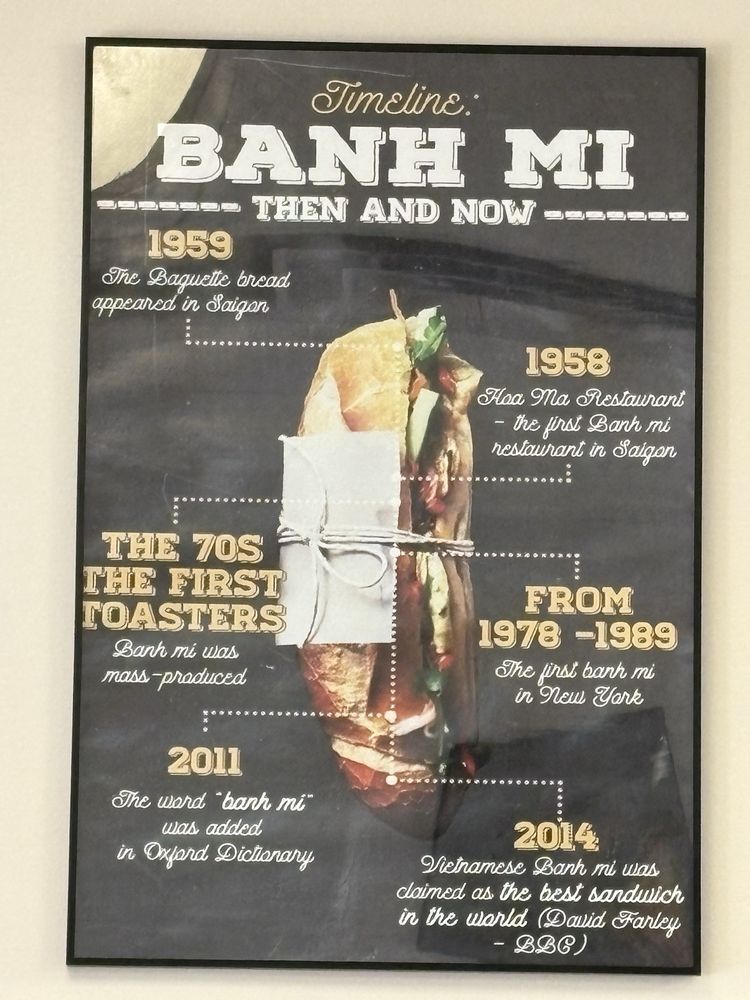 Timeline:
BANH MI
THEN AND NOW
1959
The Baguette bread
appeared in Saigon
1958
Hoa Ma Restaurant
- the first Banh mi
restaurant in Saigon
THE 70S
THE FIRST
TOASTERS
Banh mi was
mass-produced
FROM
1978 -1989
The first banh mi
in New York
2011
The word "banh mi"
was added
in Oxford Dictionary
2014
Vietnamese Banh mi was
claimed as the best sandwich
in the world (David Farley
- BBC)